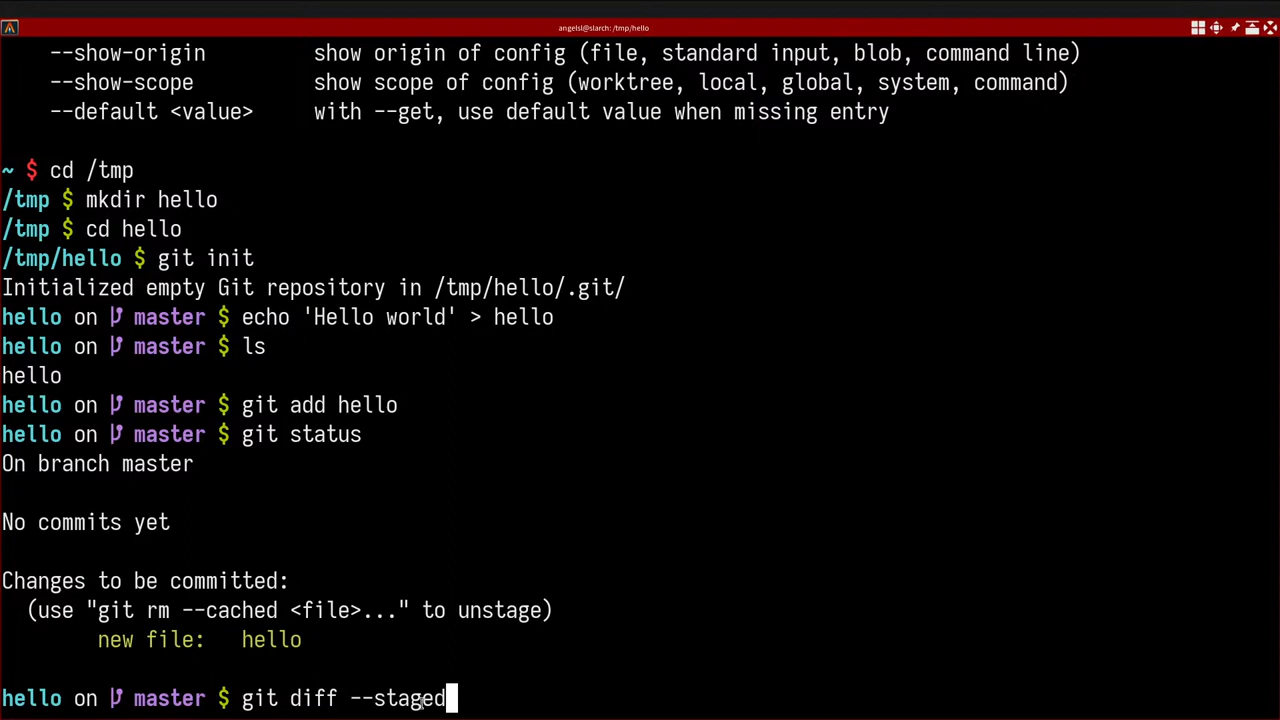 angelsl@slarch:/tmp/hello
--show-origin show origin of config (file, standard input, blob, command line)
--show-scope show scope of config (worktree, local, global, system, command)
--default <value> with --get, use default value when missing entry
~ $ cd /tmp
/tmp $ mkdir hello
/tmp $ cd hello
/tmp/hello $ git init
Initialized empty Git repository in /tmp/hello/.git/
hello on master $ echo 'Hello world' > hello
hello on master $ ls
hello
hello on master $ git add hello
hello on master $ git status
On branch master
No commits yet
Changes to be committed:
(use "git rm --cached <file>..." to unstage)
new file: hello
hello on master $ git diff --staged